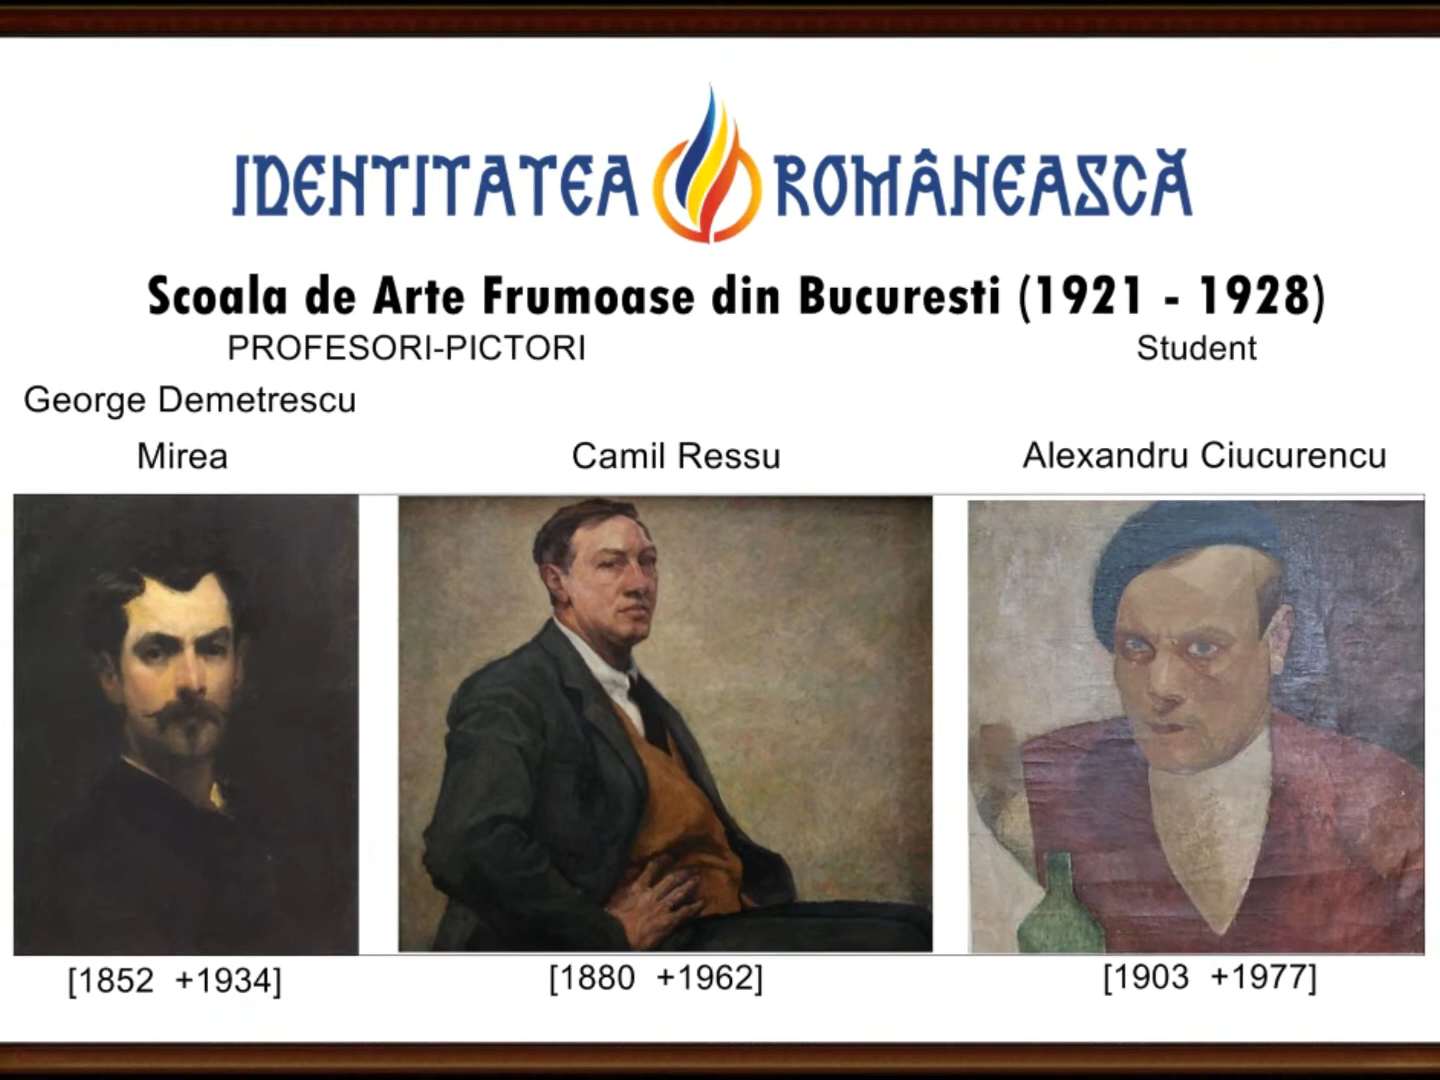 IDENTITATEA ROMÂNEASCĂ
Scoala de Arte Frumoase din Bucuresti (1921 - 1928)
PROFESORI-PICTORI
Student
George Demetrescu
Mirea
Camil Ressu
Alexandru Ciucurencu
[1852 +1934]
[1880 +1962]
[1903 +1977]